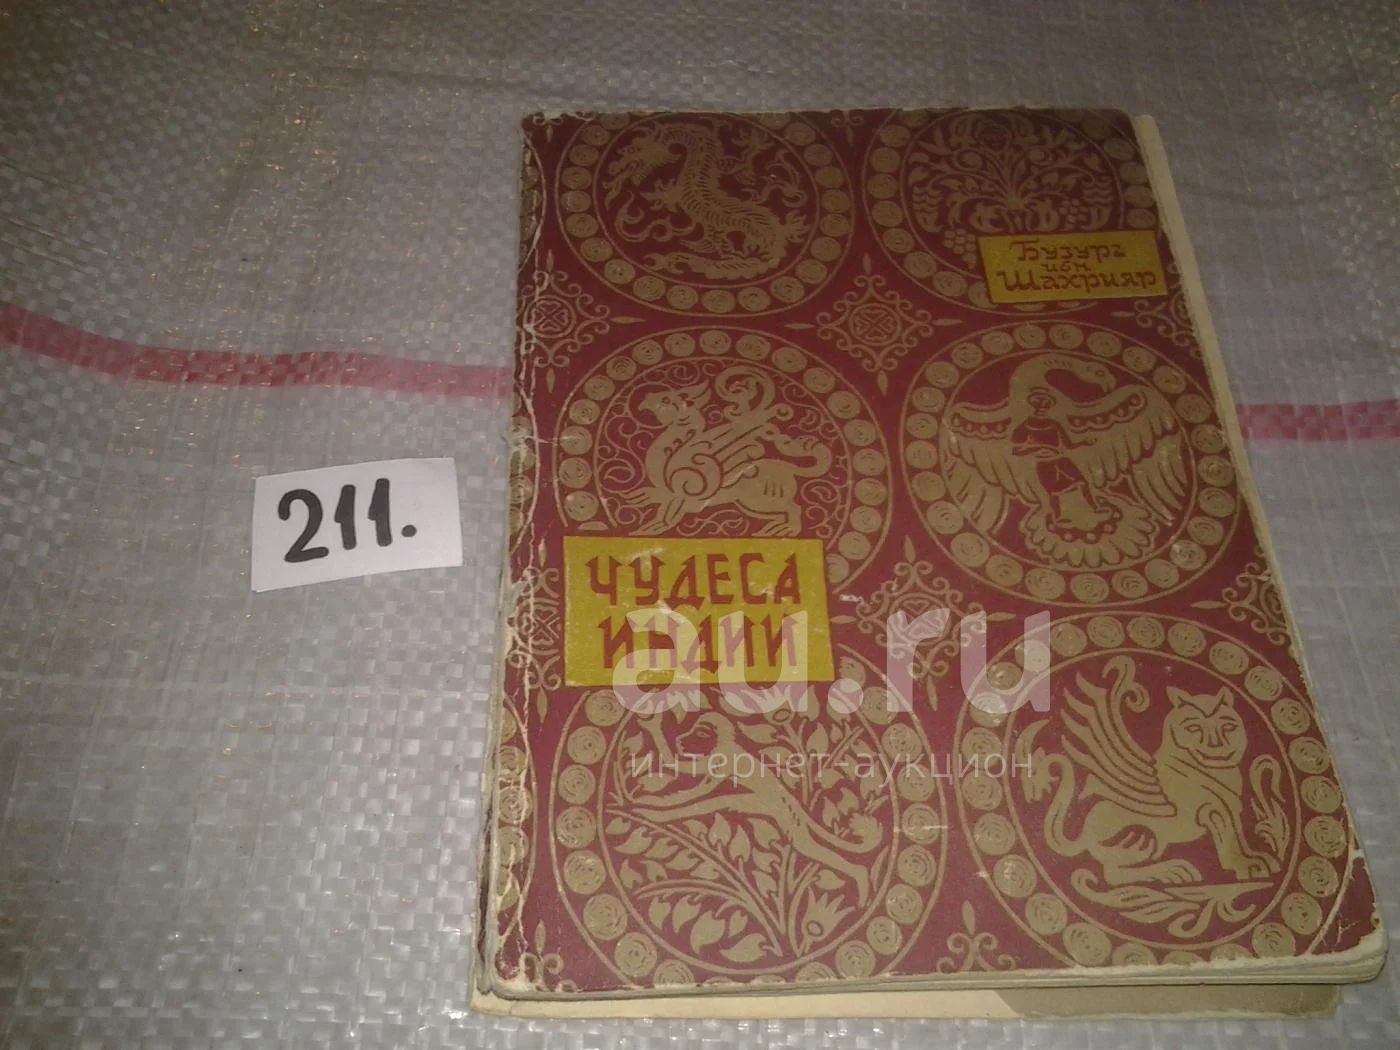 Бузург
ибн
Шахрияр
211.
ЧУДЕСА
ИНДИИ
au.ru
интернет-аукцион